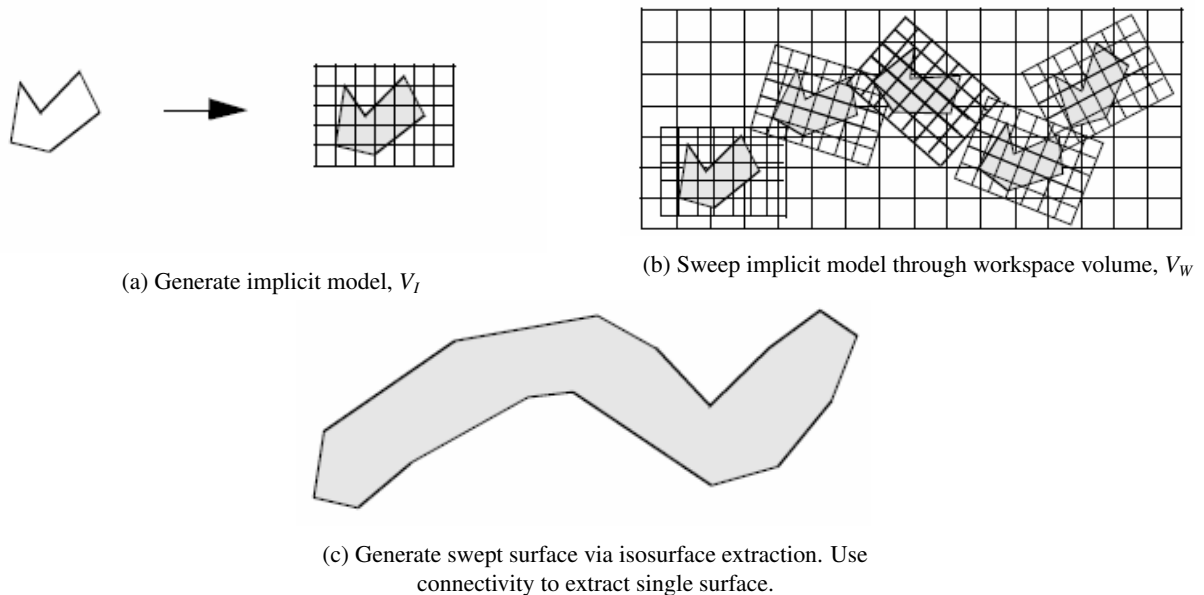 (a) Generate implicit model, V_I
(b) Sweep implicit model through workspace volume, V_W
(c) Generate swept surface via isosurface extraction. Use
connectivity to extract single surface.